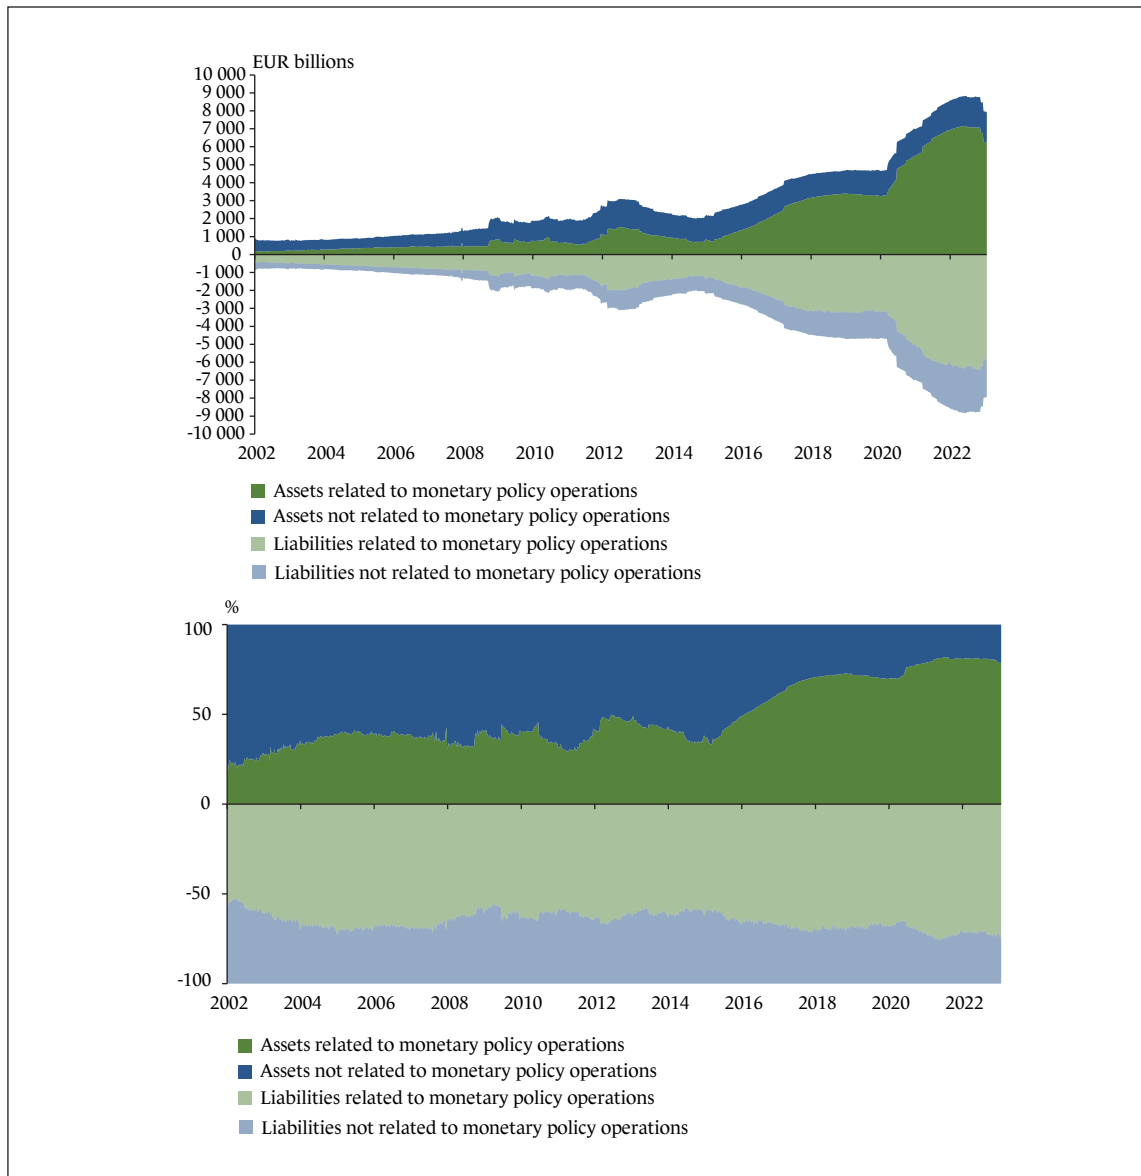 EUR billions
10 000
9 000
8 000
7 000
6 000
5 000
4 000
3 000
2 000
1 000
0
-1 000
-2 000
-3 000
-4 000
-5 000
-6 000
-7 000
-8 000
-9 000
-10 000
2002 2004 2006 2008 2010 2012 2014 2016 2018 2020 2022
Assets related to monetary policy operations
Assets not related to monetary policy operations
Liabilities related to monetary policy operations
Liabilities not related to monetary policy operations
%
100
50
0
-50
-100
2002 2004 2006 2008 2010 2012 2014 2016 2018 2020 2022
Assets related to monetary policy operations
Assets not related to monetary policy operations
Liabilities related to monetary policy operations
Liabilities not related to monetary policy operations